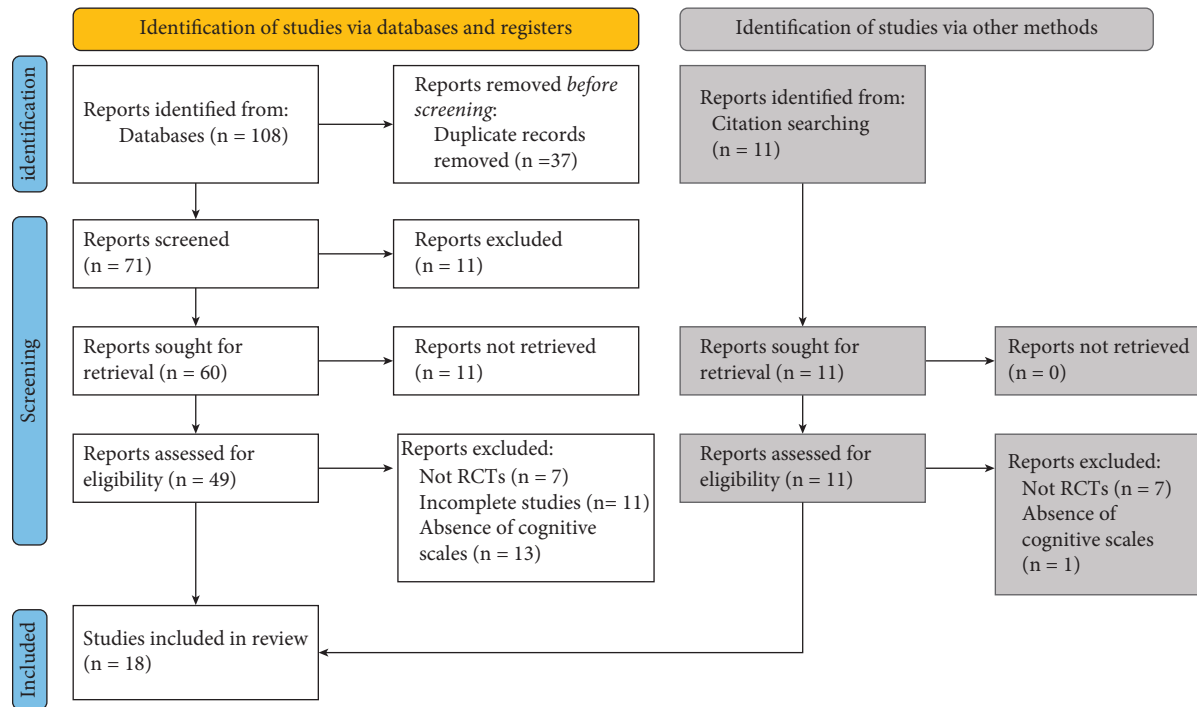 Identification of studies via databases and registers
Identification of studies via other methods
identification
Reports identified from:
Databases (n = 108)
Reports removed before
screening:
Duplicate records
removed (n =37)
Reports identified from:
Citation searching
(n = 11)
Screening
Reports screened
(n = 71)
Reports excluded
(n = 11)
Reports sought for
retrieval (n = 60)
Reports not retrieved
(n = 11)
Reports sought for
retrieval (n = 11)
Reports not retrieved
(n = 0)
Reports assessed for
eligibility (n = 49)
Reports excluded:
Not RCTs (n = 7)
Incomplete studies (n= 11)
Absence of cognitive
scales (n = 13)
Reports assessed for
eligibility (n = 11)
Reports excluded:
Not RCTs (n = 7)
Absence of
cognitive scales
(n = 1)
Included
Studies included in review
(n = 18)